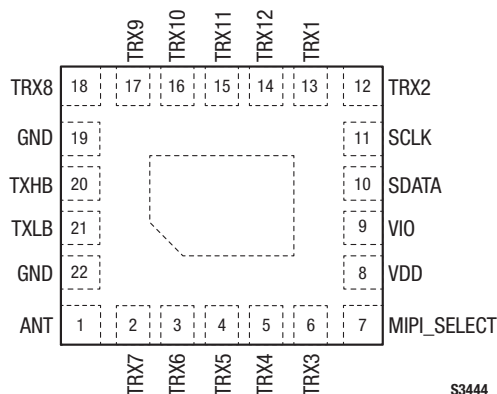 TRX9 TRX10 TRX11 TRX12 TRX1
TRX8 18 17 16 15 14 13 12 TRX2
GND 19 11 SCLK
TXHB 20 10 SDATA
TXLB 21 9 VIO
GND 22 8 VDD
ANT 1 2 3 4 5 6 7 MIPI_SELECT
TRX7 TRX6 TRX5 TRX4 TRX3
S3444